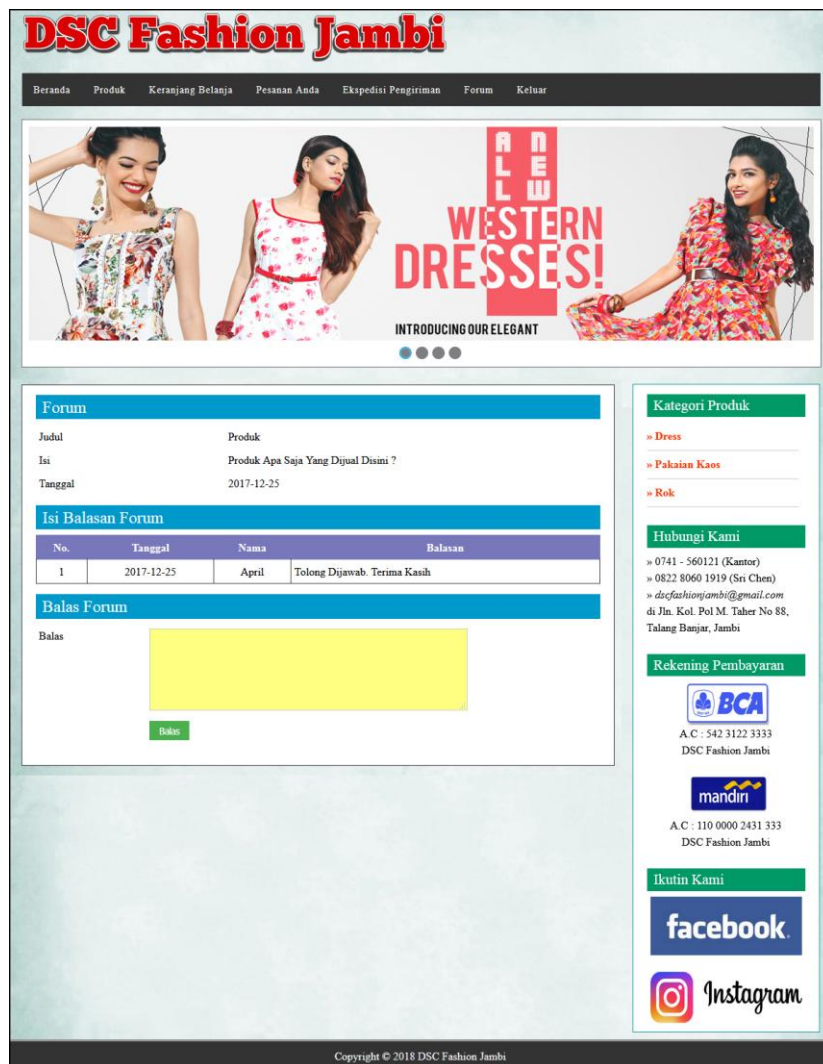 DSC Fashion Jambi
Beranda Produk Keranjang Belanja Pesanan Anda Ekspedisi Pengiriman Forum Keluar
ALL NEW
WESTERN
DRESSES!
INTRODUCING OUR ELEGANT
Forum
Judul Produk
Isi Produk Apa Saja Yang Dijual Disini ?
Tanggal 2017-12-25
Isi Balasan Forum
No. Tanggal Nama Balasan
1 2017-12-25 April Tolong Dijawab. Terima Kasih
Balas Forum
Balas
Balas
Kategori Produk
» Dress
» Pakaian Kaos
» Rok
Hubungi Kami
» 0741 - 560121 (Kantor)
» 0822 8060 1919 (Sri Chen)
» dscfashionjambi@gmail.com
di Jln. Kol. Pol M. Taher No 88,
Talang Banjar, Jambi
Rekening Pembayaran
BCA
A.C : 542 3122 3333
DSC Fashion Jambi
mandiri
A.C : 110 0000 2431 333
DSC Fashion Jambi
Ikutin Kami
facebook.
Instagram
Copyright © 2018 DSC Fashion Jambi